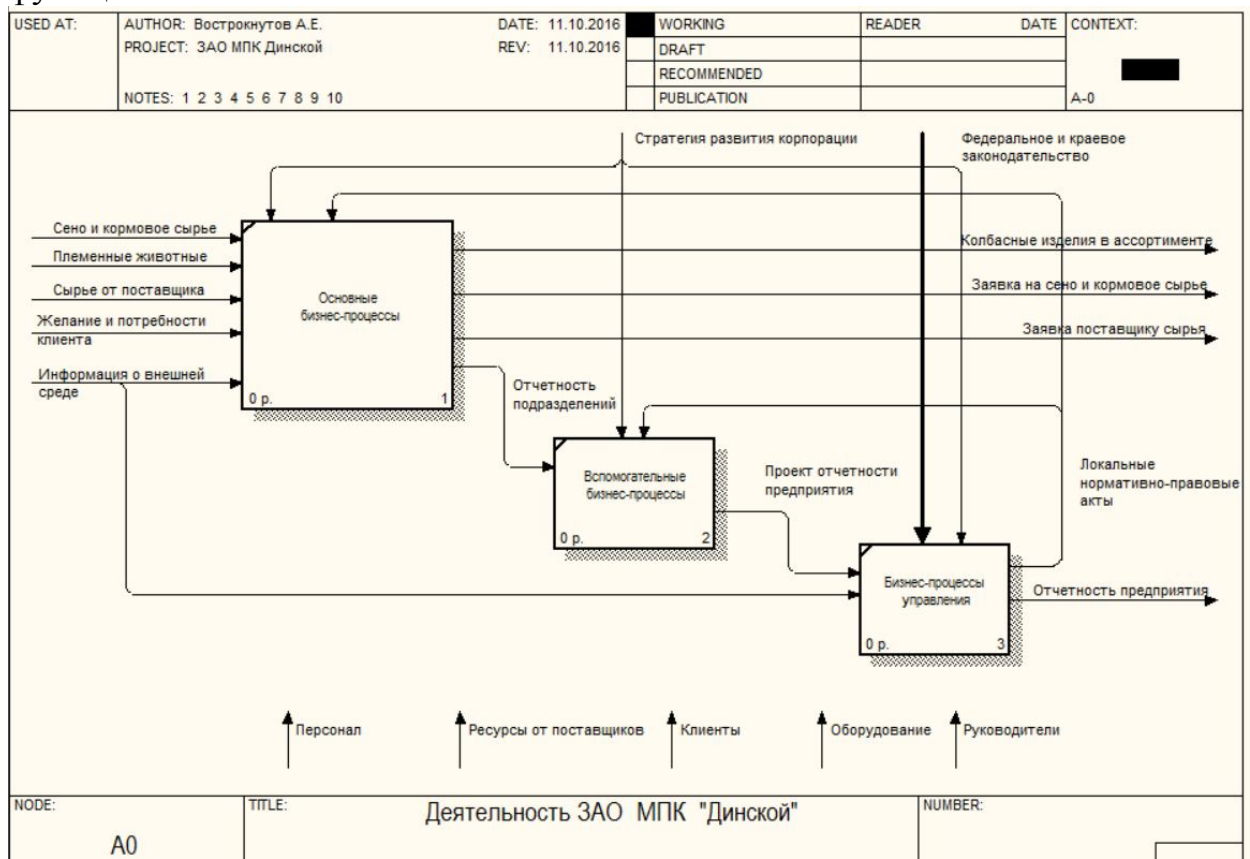 USED AT:
AUTHOR: Вострокнутов А.Е.
DATE: 11.10.2016
WORKING
READER
DATE
CONTEXT:
PROJECT: ЗАО МПК Динской
REV: 11.10.2016
DRAFT
RECOMMENDED
NOTES: 1 2 3 4 5 6 7 8 9 10
PUBLICATION
A-0
Стратегия развития корпорации
Федеральное и краевое
законодательство
Сено и кормовое сырье
Племенные животные
Сырье от поставщика
Желание и потребности
клиента
Информация о внешней
среде
Основные
бизнес-процессы
0 р.
1
Колбасные изделия в ассортименте
Заявка на сено и кормовое сырье
Заявка поставщику сырья
Отчетность
подразделений
Вспомогательные
бизнес-процессы
0 р.
2
Проект отчетности
предприятия
Локальные
нормативно-правовые
акты
Бизнес-процессы
управления
0 р.
3
Отчетность предприятия
Персонал
Ресурсы от поставщиков
Клиенты
Оборудование
Руководители
NODE:
TITLE:
NUMBER:
A0
Деятельность ЗАО МПК "Динской"